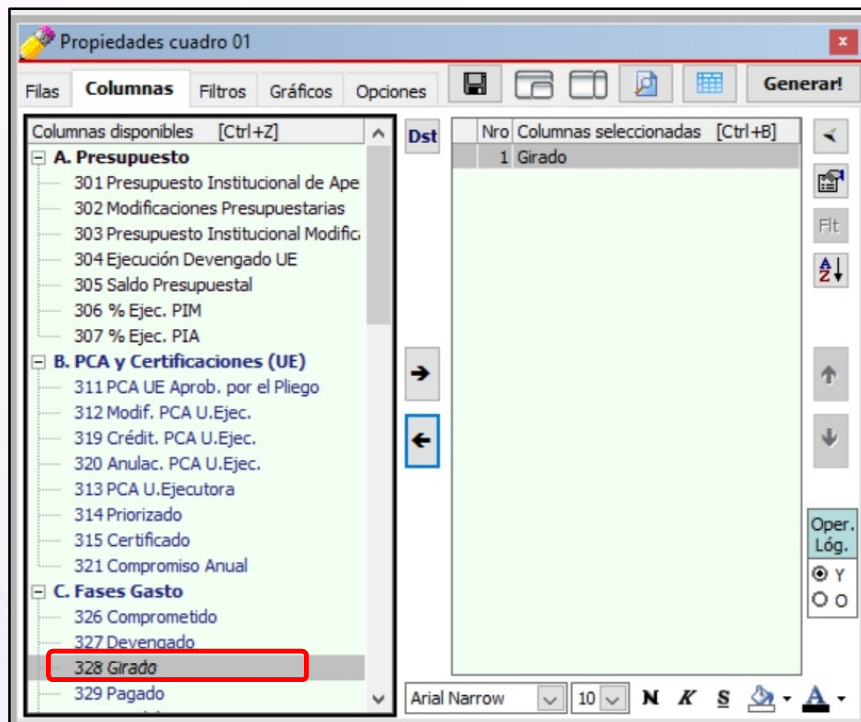 Propiedades cuadro 01
x
Filas Columnas Filtros Gráficos Opciones Generar!
Columnas disponibles [Ctrl+Z]
A. Presupuesto
301 Presupuesto Institucional de Ape
302 Modificaciones Presupuestarias
303 Presupuesto Institucional Modific
304 Ejecución Devengado UE
305 Saldo Presupuestal
306 % Ejec. PIM
307 % Ejec. PIA
B. PCA y Certificaciones (UE)
311 PCA UE Aprob. por el Pliego
312 Modif. PCA U.Ejec.
319 Crédit. PCA U.Ejec.
320 Anulac. PCA U.Ejec.
313 PCA U.Ejecutora
314 Priorizado
315 Certificado
321 Compromiso Anual
C. Fases Gasto
326 Comprometido
327 Devengado
328 Girado
329 Pagado
Dst
Nro Columnas seleccionadas [Ctrl+B]
1 Girado
Flt
A
Z
Oper.
Lóg.
Y
O
Arial Narrow 10 N K S A